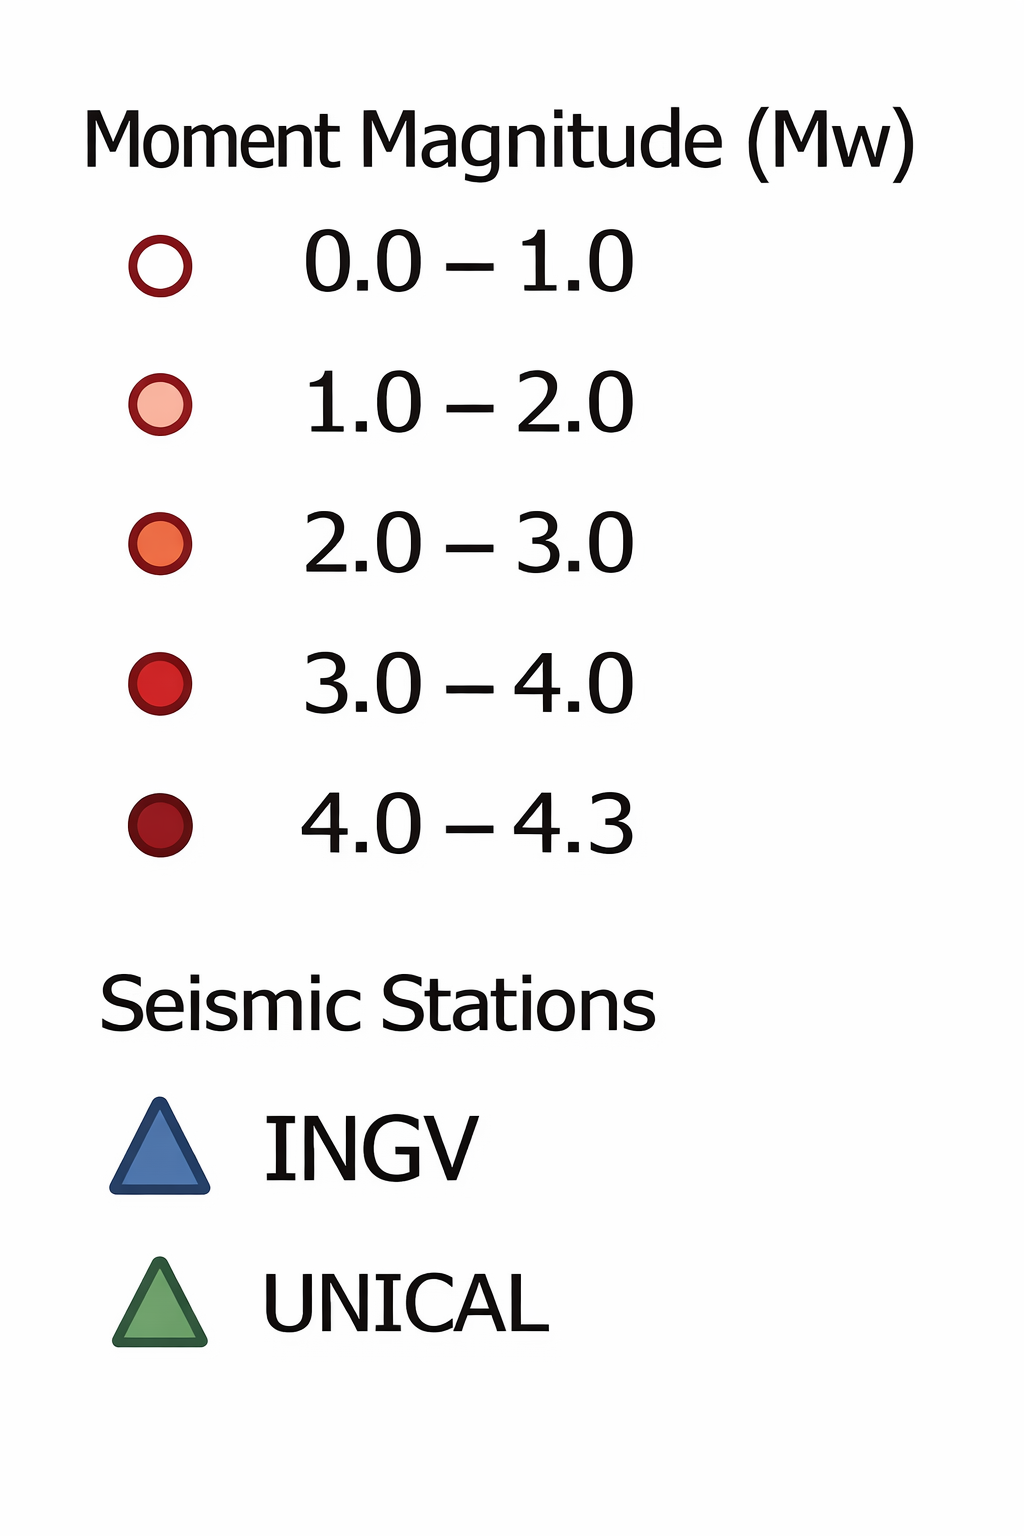 Moment Magnitude (Mw)
0.0 – 1.0
1.0 – 2.0
2.0 – 3.0
3.0 – 4.0
4.0 – 4.3
Seismic Stations
INGV
UNICAL